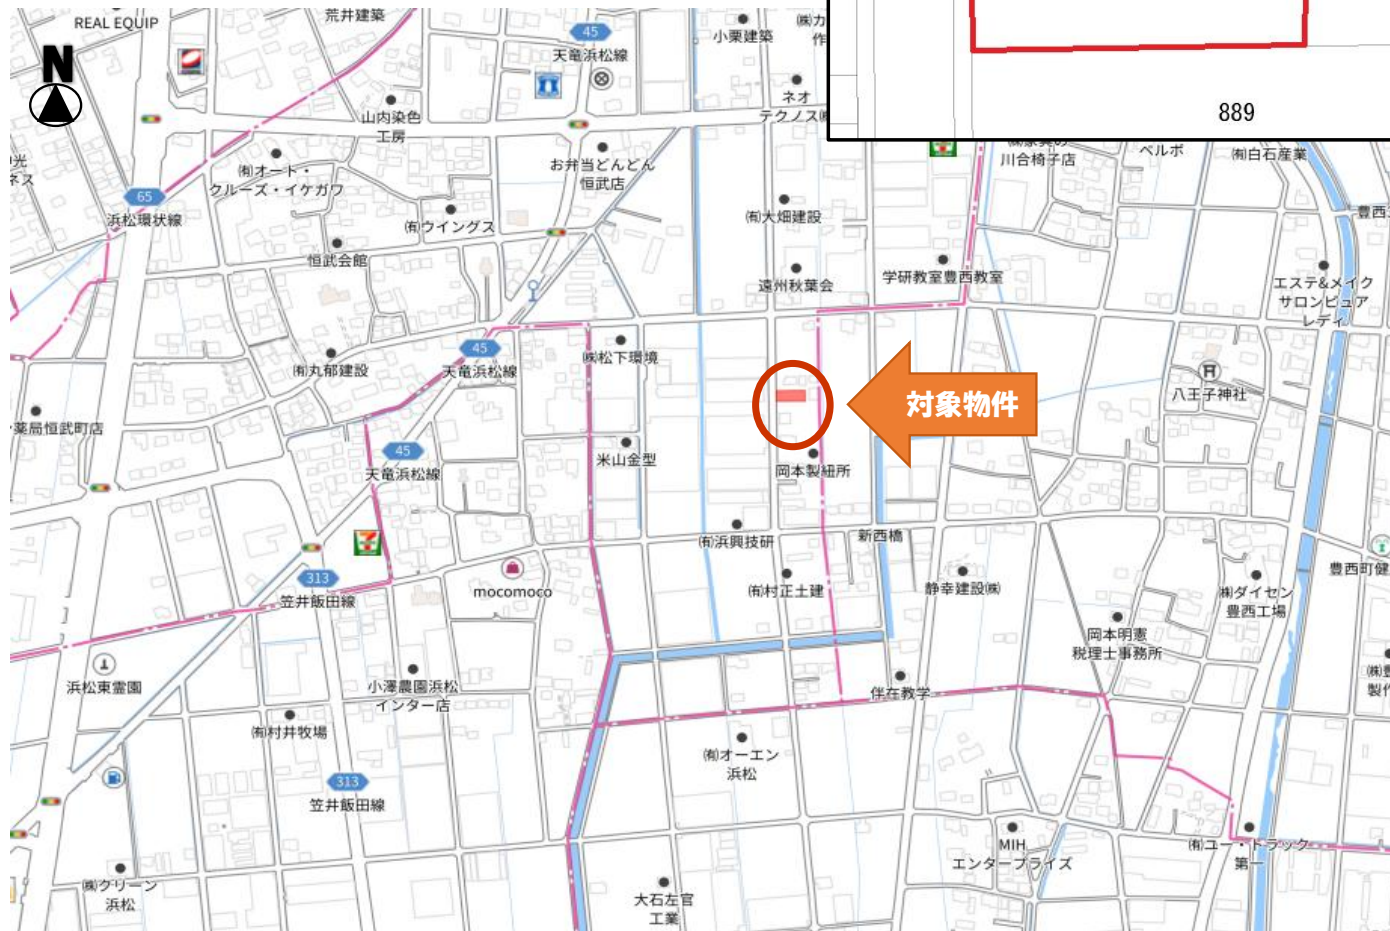 REAL EQUIP
荒井建築
45
天竜浜松線
小栗建築
㈱カ
作
N
889
山内染色
工房
ネオ
テクノス㈱
お弁当どんどん
恒武店
川合椅子店
ベルボ
㈲白石産業
光
ネス
㈲オート・
クルーズ・イケガワ
65
浜松環状線
㈲ウイングス
㈲大畑建設
豊西
恒武会館
遠州秋葉会
学研教室豊西教室
エステ&メイク
サロンピュア
レディ
45
天竜浜松線
㈱松下環境
㈲丸郁建設
対象物件
八王子神社
薬局恒武町店
45
天竜浜松線
米山金型
岡本製紐所
㈲浜興技研
新西橋
313
笠井飯田線
mocomoco
㈲村正土建
静幸建設㈱
㈱ダイセン
豊西工場
豊西町健
岡本明憲
税理士事務所
浜松東霊園
小澤農園浜松
インター店
伴在教学
㈱豊
製作
㈲村井牧場
㈲オーエン
浜松
313
笠井飯田線
MIH
エンタープライズ
㈲ユー・トラック
第一
㈱クリーン
浜松
大石左官
工業